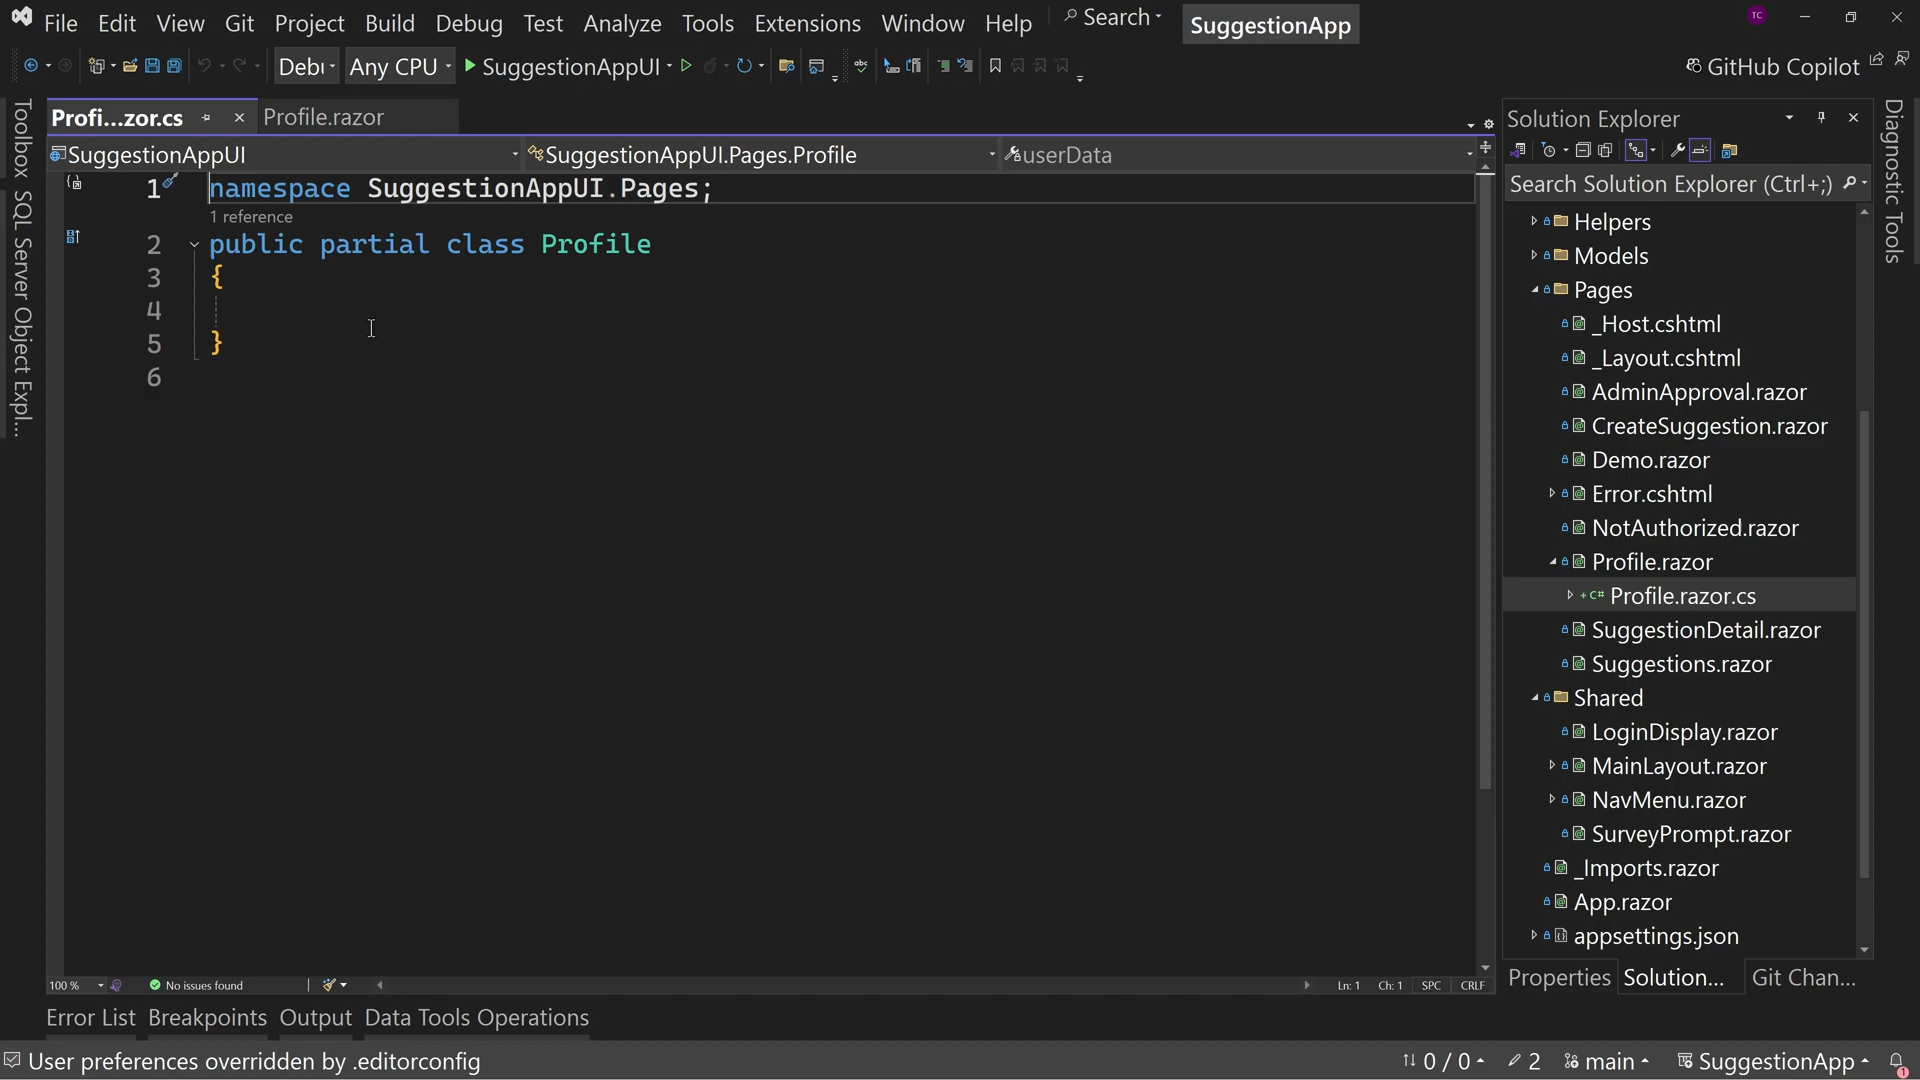 File Edit View Git Project Build Debug Test Analyze Tools Extensions Window Help Search SuggestionApp TC
Debu Any CPU SuggestionAppUI GitHub Copilot
Profi...zor.cs Profile.razor
SuggestionAppUI SuggestionAppUI.Pages.Profile userData
1 namespace SuggestionAppUI.Pages;
1 reference
2 public partial class Profile
3 {
4
5 }
6
100 % No issues found Ln: 1 Ch: 1 SPC CRLF
Toolbox
SQL Server Object Expl...
Solution Explorer
Search Solution Explorer (Ctrl+;)
Helpers
Models
Pages
_Host.cshtml
_Layout.cshtml
AdminApproval.razor
CreateSuggestion.razor
Demo.razor
Error.cshtml
NotAuthorized.razor
Profile.razor
C# Profile.razor.cs
SuggestionDetail.razor
Suggestions.razor
Shared
LoginDisplay.razor
MainLayout.razor
NavMenu.razor
SurveyPrompt.razor
_Imports.razor
App.razor
appsettings.json
Properties Solution... Git Chan...
Diagnostic Tools
Error List Breakpoints Output Data Tools Operations
User preferences overridden by .editorconfig 0 / 0 2 main SuggestionApp 1